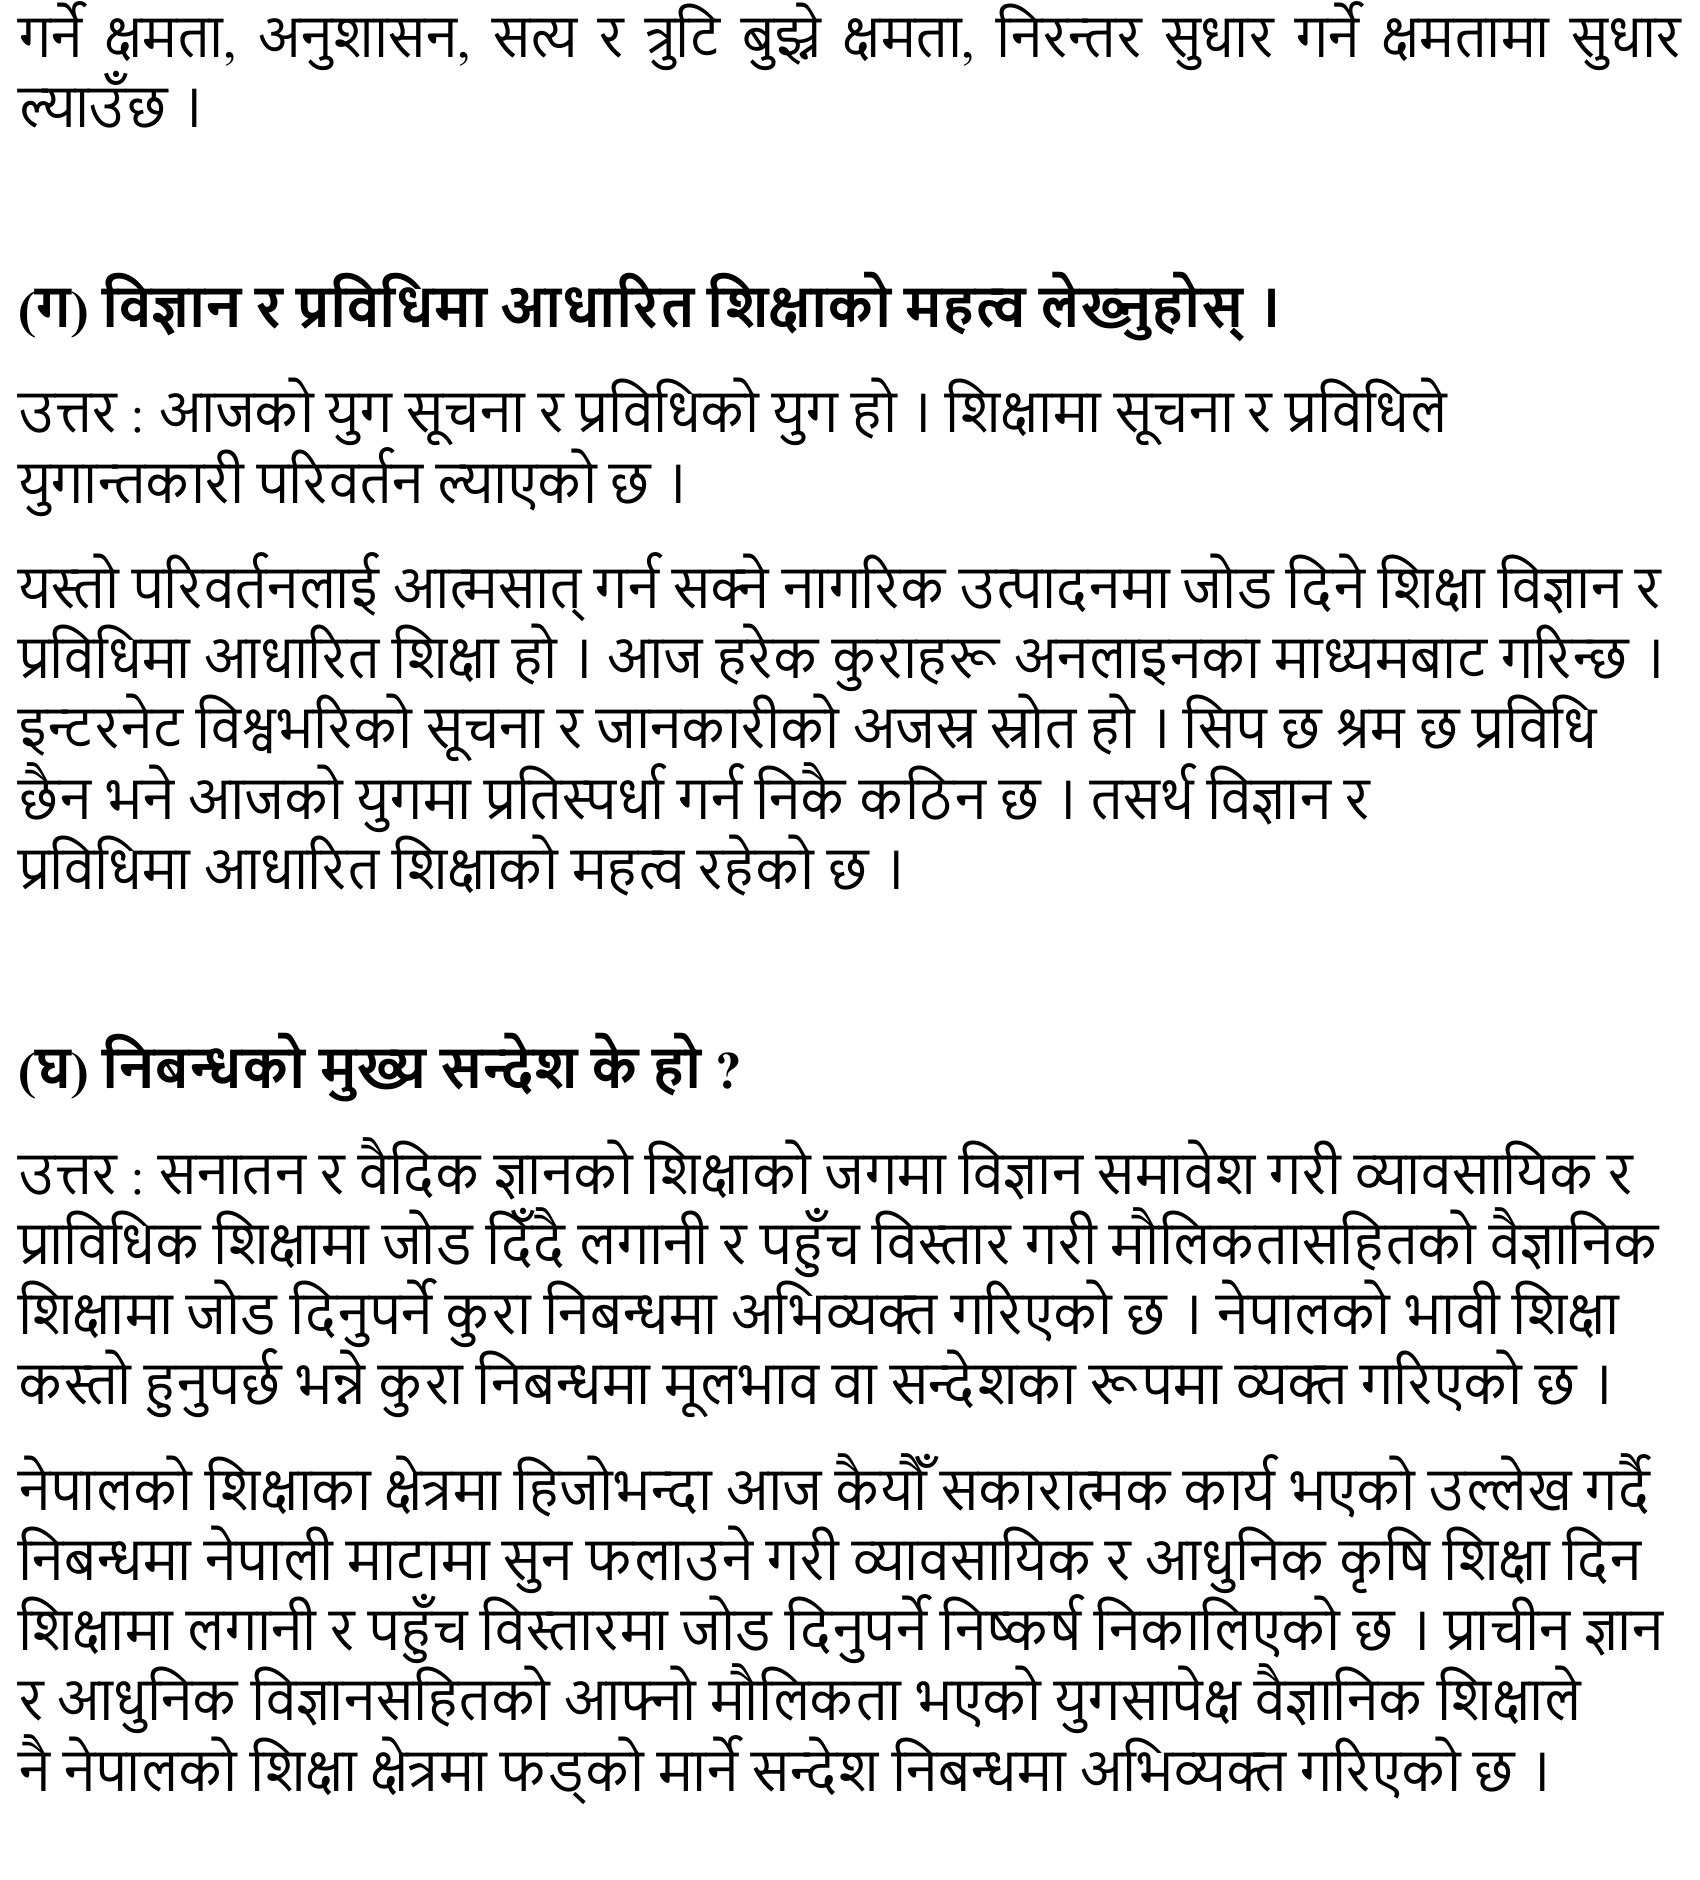 गर्ने क्षमता, अनुशासन, सत्य र त्रुटि बुझ्ने क्षमता, निरन्तर सुधार गर्ने क्षमतामा सुधार
ल्याउँछ ।
(ग) विज्ञान र प्रविधिमा आधारित शिक्षाको महत्व लेख्नुहोस् ।
उत्तर : आजको युग सूचना र प्रविधिको युग हो । शिक्षामा सूचना र प्रविधिले
युगान्तकारी परिवर्तन ल्याएको छ ।
यस्तो परिवर्तनलाई आत्मसात् गर्न सक्ने नागरिक उत्पादनमा जोड दिने शिक्षा विज्ञान र
प्रविधिमा आधारित शिक्षा हो । आज हरेक कुराहरू अनलाइनका माध्यमबाट गरिन्छ ।
इन्टरनेट विश्वभरिको सूचना र जानकारीको अजस्र स्रोत हो । सिप छ श्रम छ प्रविधि
छैन भने आजको युगमा प्रतिस्पर्धा गर्न निकै कठिन छ । तसर्थ विज्ञान र
प्रविधिमा आधारित शिक्षाको महत्व रहेको छ ।
(घ) निबन्धको मुख्य सन्देश के हो ?
उत्तर : सनातन र वैदिक ज्ञानको शिक्षाको जगमा विज्ञान समावेश गरी व्यावसायिक र
प्राविधिक शिक्षामा जोड दिँदै लगानी र पहुँच विस्तार गरी मौलिकतासहितको वैज्ञानिक
शिक्षामा जोड दिनुपर्ने कुरा निबन्धमा अभिव्यक्त गरिएको छ । नेपालको भावी शिक्षा
कस्तो हुनुपर्छ भन्ने कुरा निबन्धमा मूलभाव वा सन्देशका रूपमा व्यक्त गरिएको छ ।
नेपालको शिक्षाका क्षेत्रमा हिजोभन्दा आज कैयौँ सकारात्मक कार्य भएको उल्लेख गर्दै
निबन्धमा नेपाली माटामा सुन फलाउने गरी व्यावसायिक र आधुनिक कृषि शिक्षा दिन
शिक्षामा लगानी र पहुँच विस्तारमा जोड दिनुपर्ने निष्कर्ष निकालिएको छ । प्राचीन ज्ञान
र आधुनिक विज्ञानसहितको आफ्नो मौलिकता भएको युगसापेक्ष वैज्ञानिक शिक्षाले
नै नेपालको शिक्षा क्षेत्रमा फड्को मार्ने सन्देश निबन्धमा अभिव्यक्त गरिएको छ ।